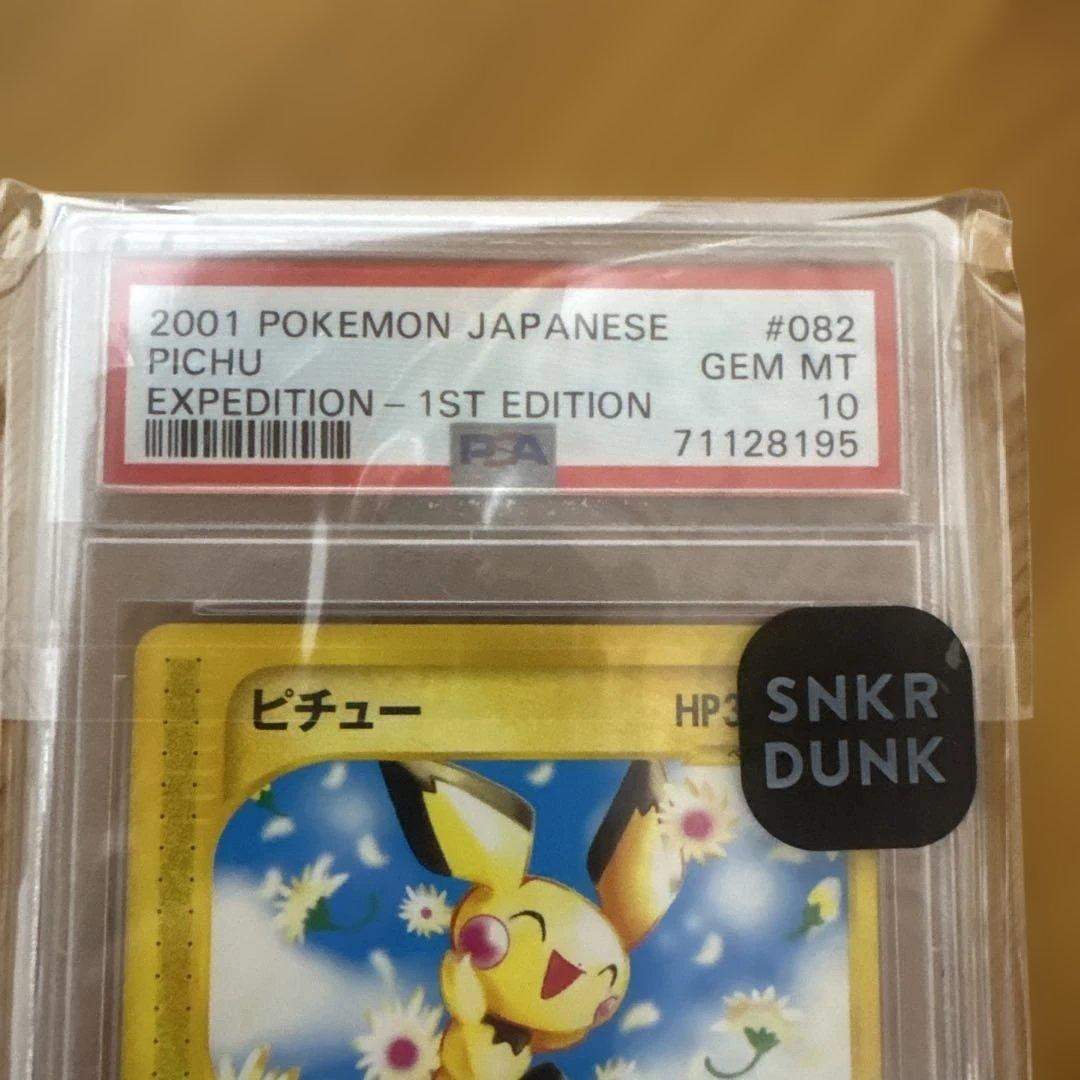 2001 POKEMON JAPANESE #082
PICHU GEM MT
EXPEDITION – 1ST EDITION 10
PSA 71128195
ピチュー HP3
SNKR
DUNK